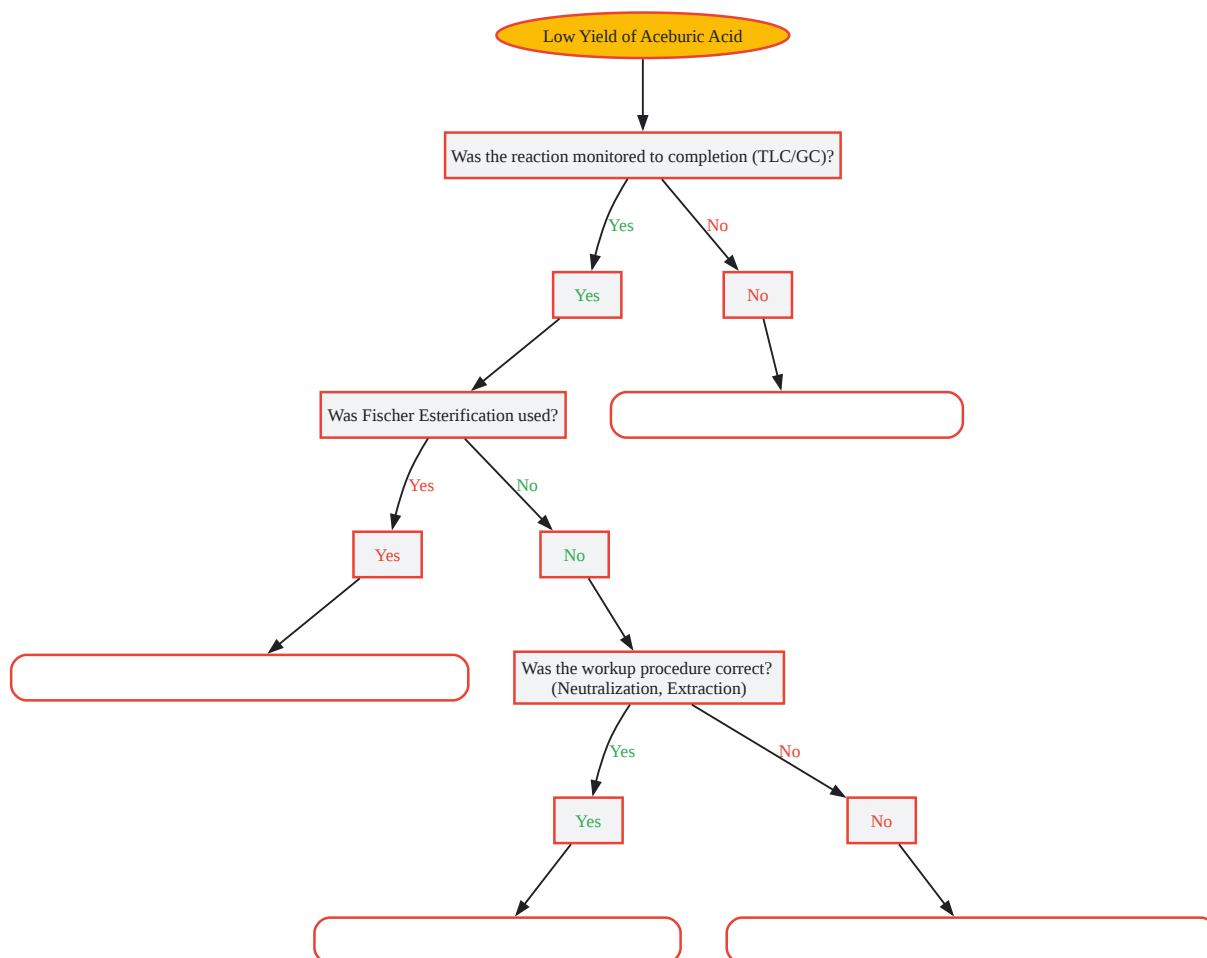 Low Yield of Aceburic Acid
Was the reaction monitored to completion (TLC/GC)?
Yes
No
Yes
No
Was Fischer Esterification used?
Yes
No
Yes
No
Was the workup procedure correct?
(Neutralization, Extraction)
Yes
No
Yes
No